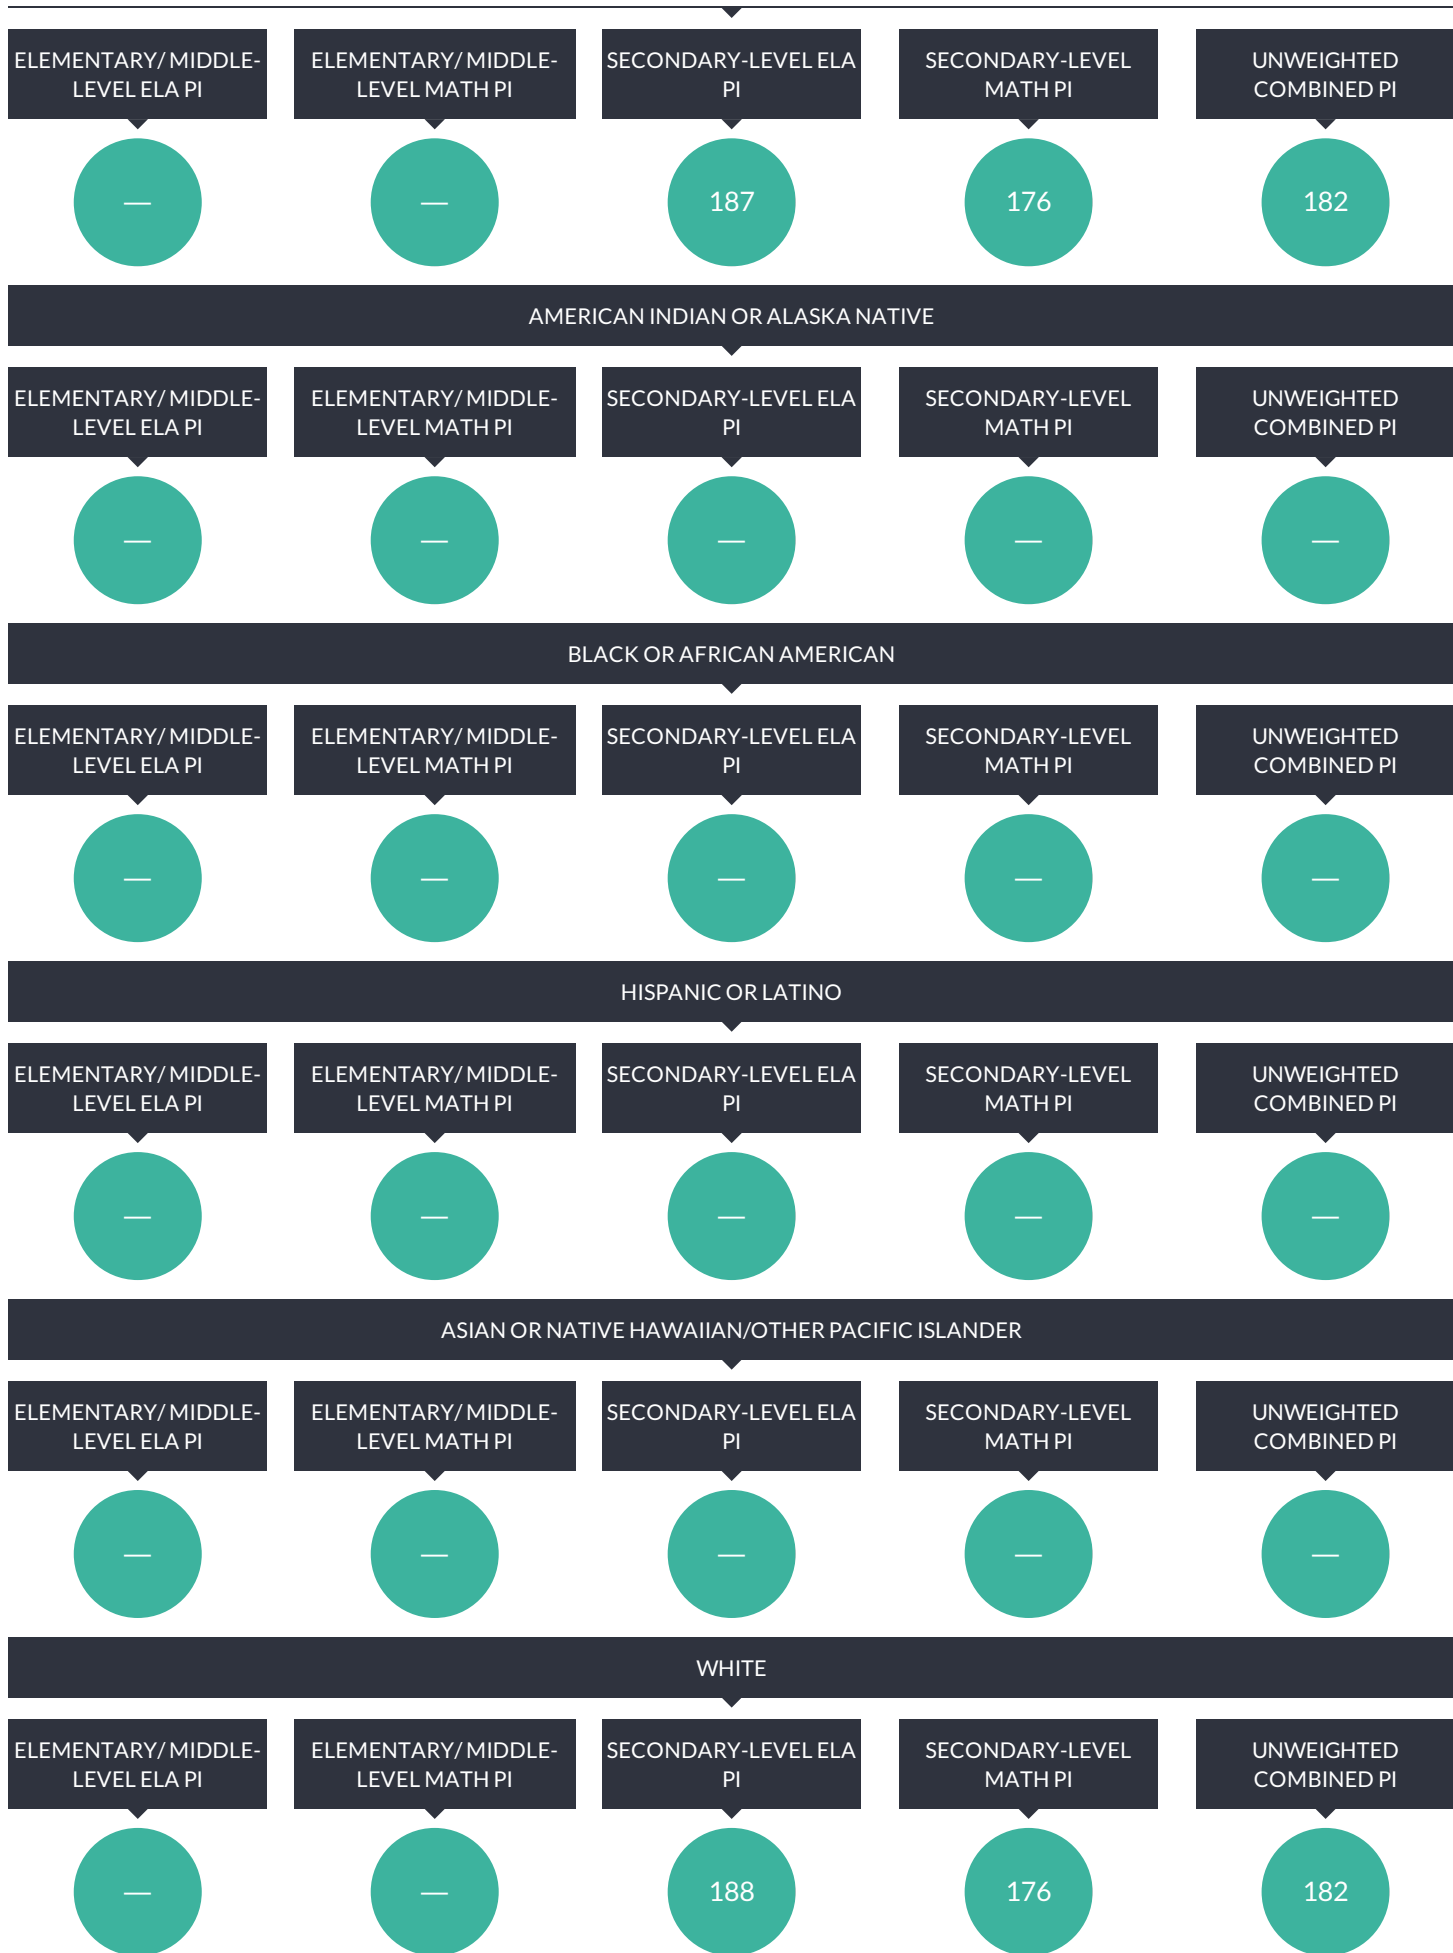 ELEMENTARY/ MIDDLE-
LEVEL ELA PI
ELEMENTARY/ MIDDLE-
LEVEL MATH PI
SECONDARY-LEVEL ELA
PI
SECONDARY-LEVEL
MATH PI
UNWEIGHTED
COMBINED PI
—
—
187
176
182
AMERICAN INDIAN OR ALASKA NATIVE
ELEMENTARY/ MIDDLE-
LEVEL ELA PI
ELEMENTARY/ MIDDLE-
LEVEL MATH PI
SECONDARY-LEVEL ELA
PI
SECONDARY-LEVEL
MATH PI
UNWEIGHTED
COMBINED PI
—
—
—
—
—
BLACK OR AFRICAN AMERICAN
ELEMENTARY/ MIDDLE-
LEVEL ELA PI
ELEMENTARY/ MIDDLE-
LEVEL MATH PI
SECONDARY-LEVEL ELA
PI
SECONDARY-LEVEL
MATH PI
UNWEIGHTED
COMBINED PI
—
—
—
—
—
HISPANIC OR LATINO
ELEMENTARY/ MIDDLE-
LEVEL ELA PI
ELEMENTARY/ MIDDLE-
LEVEL MATH PI
SECONDARY-LEVEL ELA
PI
SECONDARY-LEVEL
MATH PI
UNWEIGHTED
COMBINED PI
—
—
—
—
—
ASIAN OR NATIVE HAWAIIAN/OTHER PACIFIC ISLANDER
ELEMENTARY/ MIDDLE-
LEVEL ELA PI
ELEMENTARY/ MIDDLE-
LEVEL MATH PI
SECONDARY-LEVEL ELA
PI
SECONDARY-LEVEL
MATH PI
UNWEIGHTED
COMBINED PI
—
—
—
—
—
WHITE
ELEMENTARY/ MIDDLE-
LEVEL ELA PI
ELEMENTARY/ MIDDLE-
LEVEL MATH PI
SECONDARY-LEVEL ELA
PI
SECONDARY-LEVEL
MATH PI
UNWEIGHTED
COMBINED PI
—
—
188
176
182